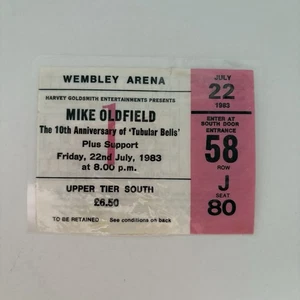 WEMBLEY ARENA
HARVEY GOLDSMITH ENTERTAINMENTS PRESENTS
MIKE OLDFIELD
The 10th Anniversary of 'Tubular Bells'
Plus Support
Friday, 22nd July, 1983
at 8.00 p.m.
UPPER TIER SOUTH
£6.50
TO BE RETAINED See conditions on back
1
JULY
22
1983
ENTER AT
SOUTH DOOR
ENTRANCE
58
ROW
J
SEAT
80